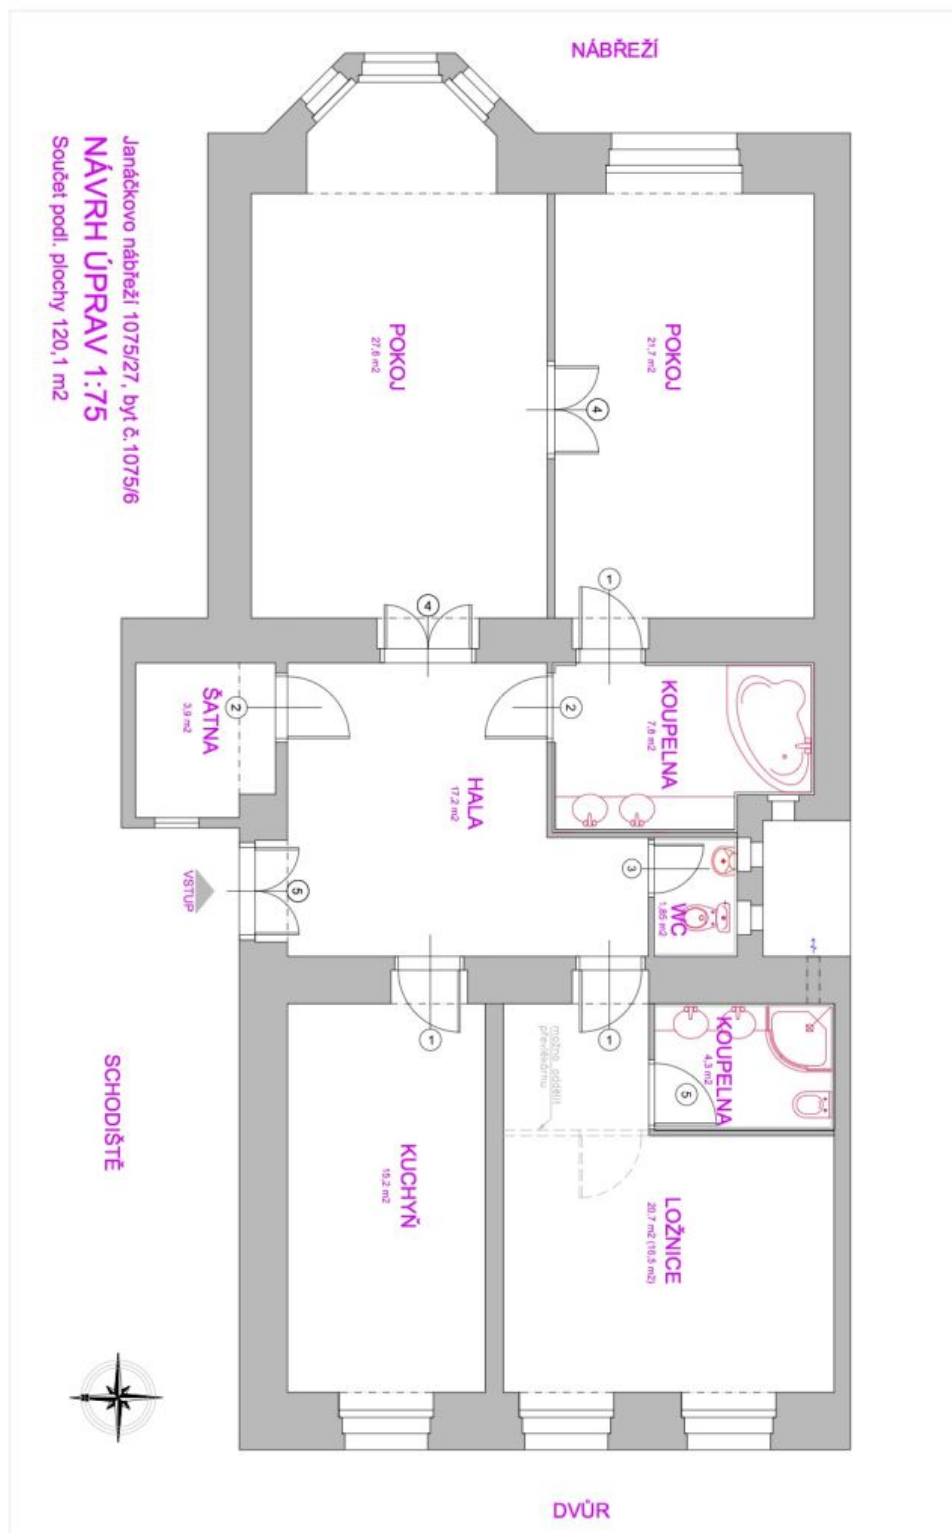 NÁBŘEŽÍ
Janáčkovo nábřeží 1075/27, byt č.1075/6
NÁVRH ÚPRAV 1:75
Součet podl. plochy 120,1 m2
POKOJ
27,6 m2
POKOJ
21,7 m2
4
1
4
ŠATNA
3,9 m2
2
2
KOUPELNA
7,8 m2
HALA
17,2 m2
3
WC
1,85 m2
VSTUP
5
1
1
možno oddělit
převlékárnu
KOUPELNA
4,3 m2
5
SCHODIŠTĚ
KUCHYŇ
15,2 m2
LOŽNICE
20,7 m2 (16,5 m2)
DVŮR